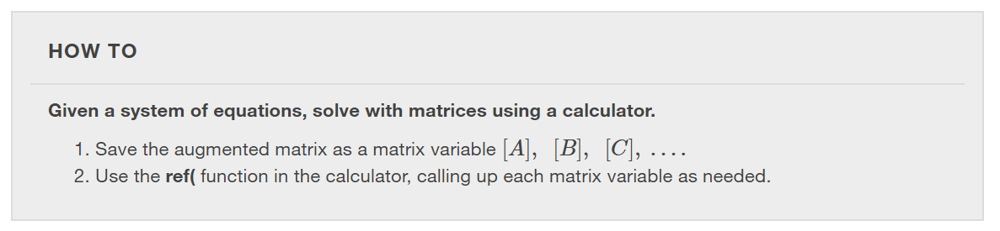 HOW TO
Given a system of equations, solve with matrices using a calculator.
1. Save the augmented matrix as a matrix variable [A], [B], [C], ....
2. Use the ref( function in the calculator, calling up each matrix variable as needed.